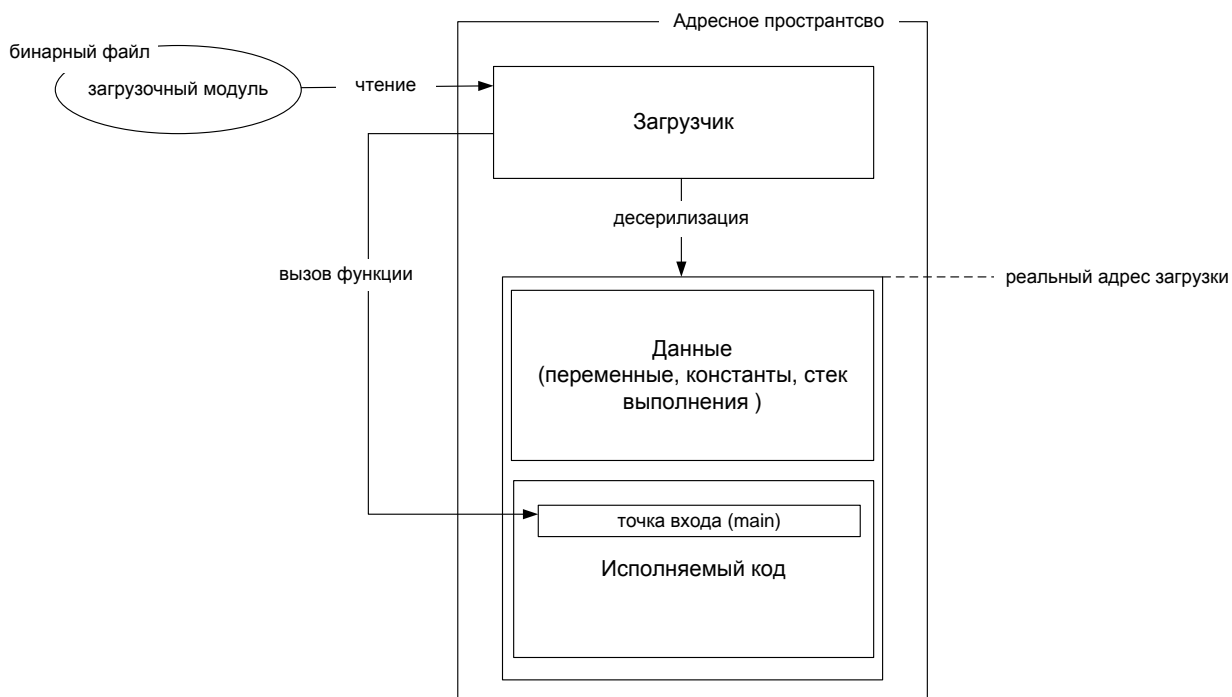 Адресное пространтсво
бинарный файл
загрузочный модуль
чтение
Загрузчик
десерилизация
вызов функции
реальный адрес загрузки
Данные
(переменные, константы, стек
выполнения )
точка входа (main)
Исполняемый код